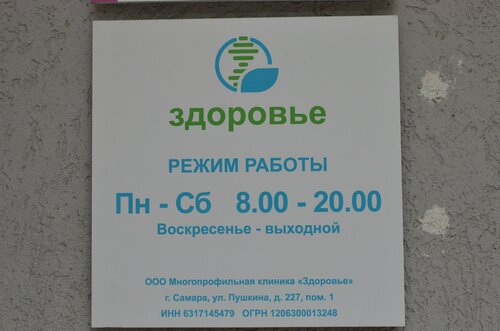 здоровье
РЕЖИМ РАБОТЫ
Пн - Сб 8.00 - 20.00
Воскресенье - выходной
ООО Многопрофильная клиника «Здоровье»
г. Самара, ул. Пушкина, д. 227, пом. 1
ИНН 6317145479 ОГРН 1206300013248